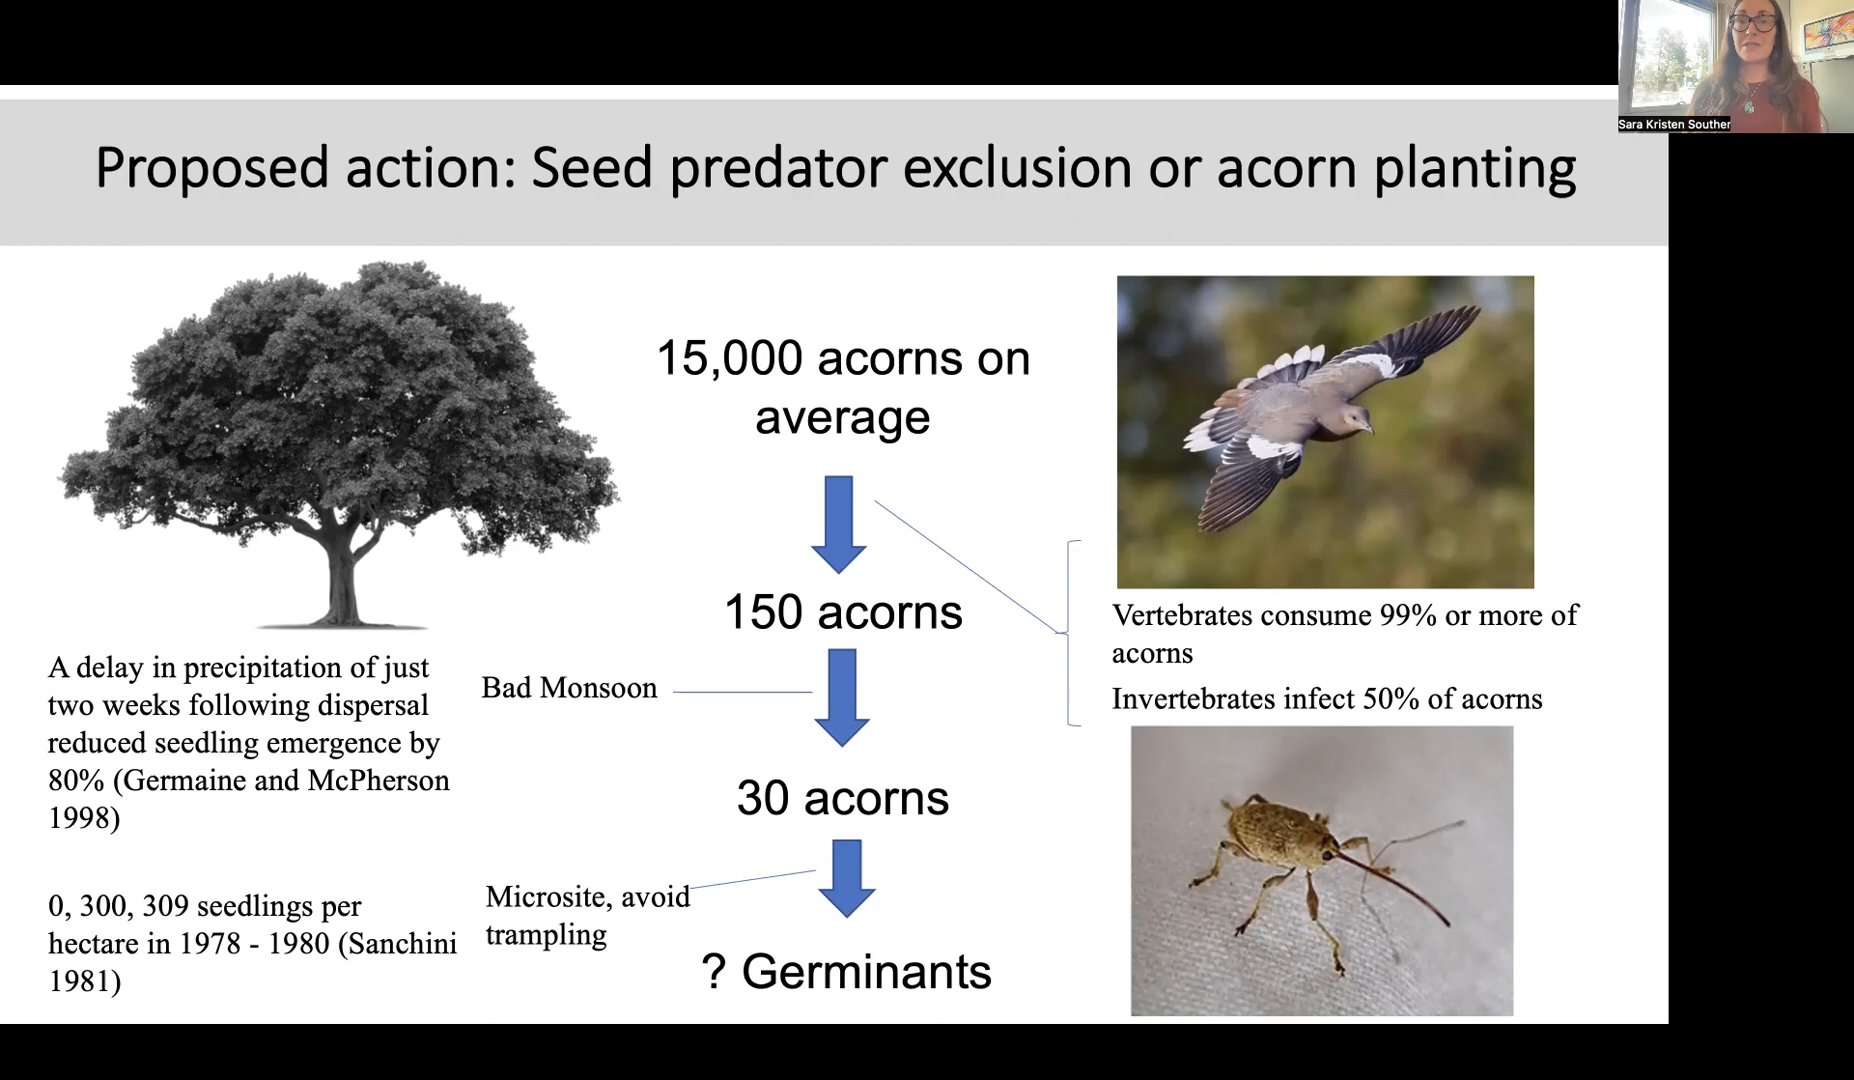 Sara Kristen Souther
Proposed action: Seed predator exclusion or acorn planting
15,000 acorns on
average
150 acorns
30 acorns
? Germinants
Bad Monsoon
Microsite, avoid
trampling
A delay in precipitation of just
two weeks following dispersal
reduced seedling emergence by
80% (Germaine and McPherson
1998)
0, 300, 309 seedlings per
hectare in 1978 - 1980 (Sanchini
1981)
Vertebrates consume 99% or more of
acorns
Invertebrates infect 50% of acorns